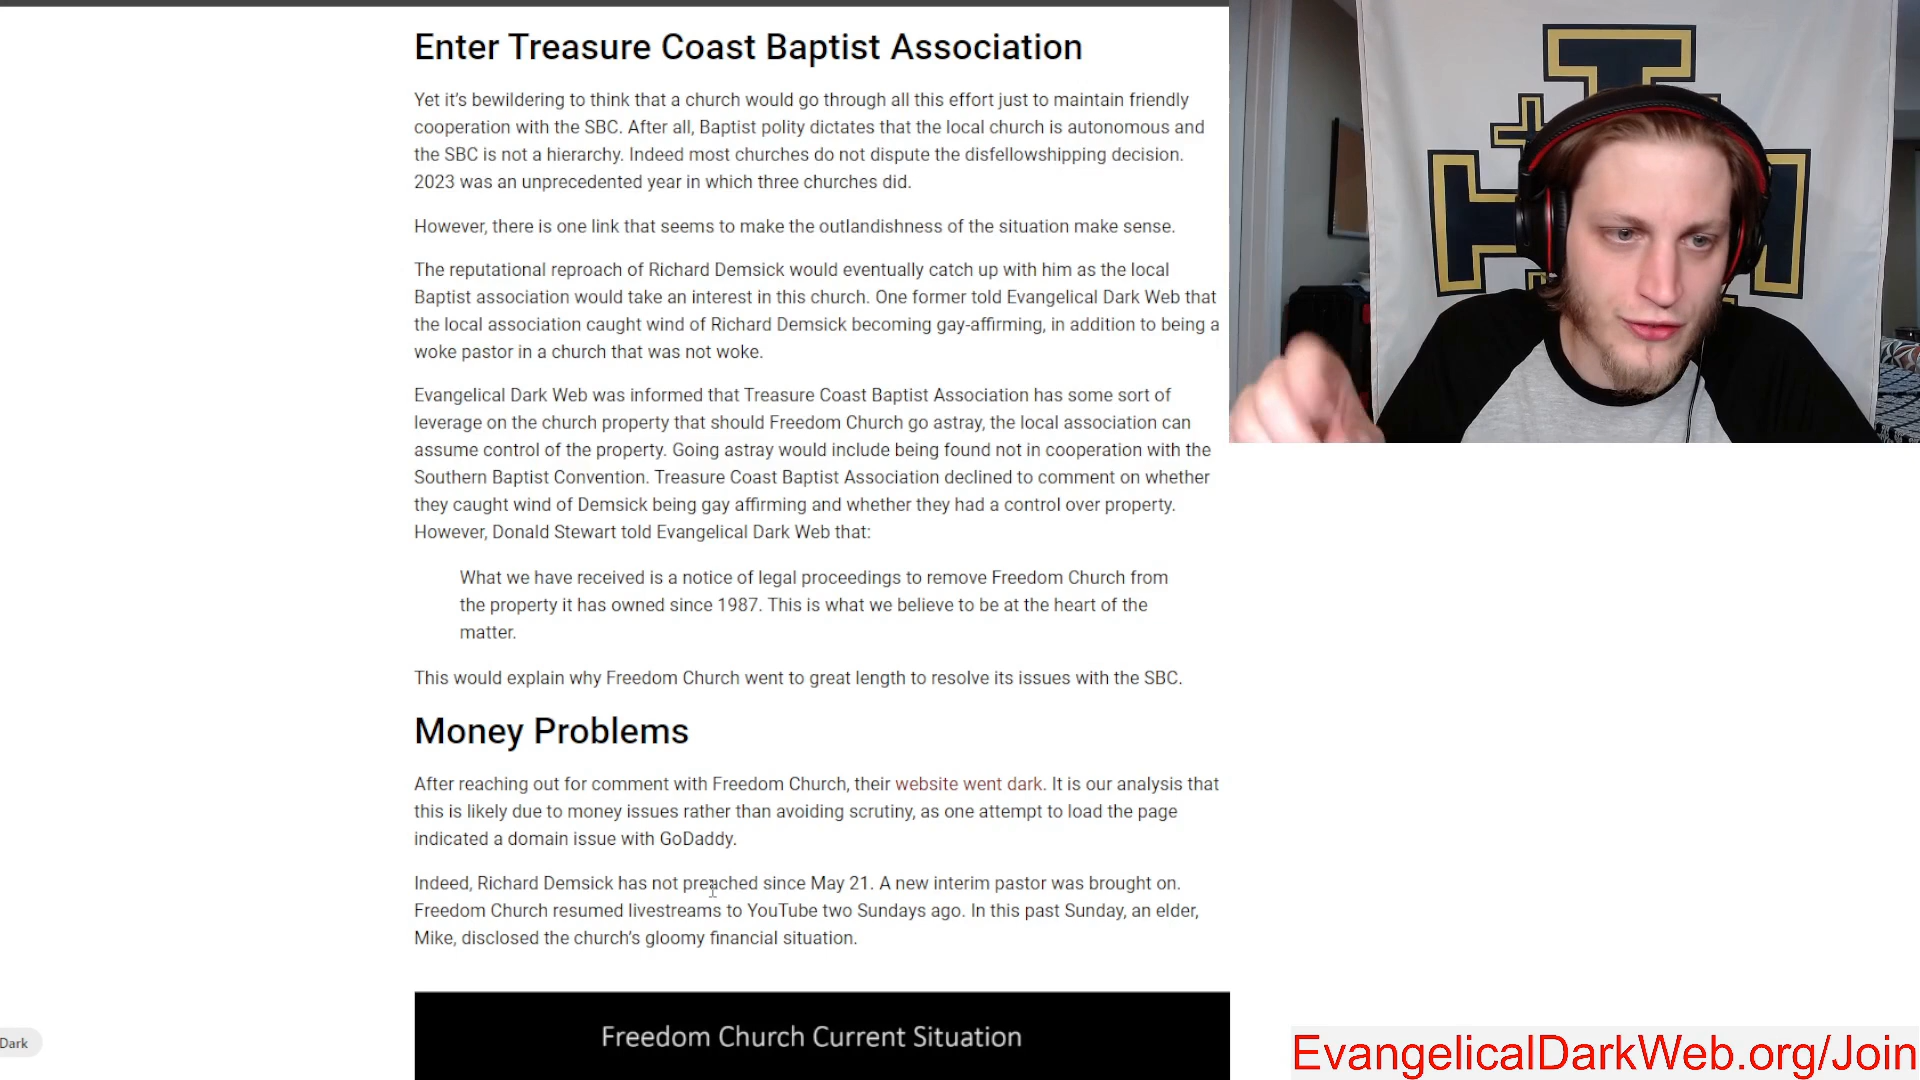 Enter Treasure Coast Baptist Association
Yet it’s bewildering to think that a church would go through all this effort just to maintain friendly
cooperation with the SBC. After all, Baptist polity dictates that the local church is autonomous and
the SBC is not a hierarchy. Indeed most churches do not dispute the disfellowshipping decision.
2023 was an unprecedented year in which three churches did.
However, there is one link that seems to make the outlandishness of the situation make sense.
The reputational reproach of Richard Demsick would eventually catch up with him as the local
Baptist association would take an interest in this church. One former told Evangelical Dark Web that
the local association caught wind of Richard Demsick becoming gay-affirming, in addition to being a
woke pastor in a church that was not woke.
Evangelical Dark Web was informed that Treasure Coast Baptist Association has some sort of
leverage on the church property that should Freedom Church go astray, the local association can
assume control of the property. Going astray would include being found not in cooperation with the
Southern Baptist Convention. Treasure Coast Baptist Association declined to comment on whether
they caught wind of Demsick being gay affirming and whether they had a control over property.
However, Donald Stewart told Evangelical Dark Web that:
What we have received is a notice of legal proceedings to remove Freedom Church from
the property it has owned since 1987. This is what we believe to be at the heart of the
matter.
This would explain why Freedom Church went to great length to resolve its issues with the SBC.
Money Problems
After reaching out for comment with Freedom Church, their website went dark. It is our analysis that
this is likely due to money issues rather than avoiding scrutiny, as one attempt to load the page
indicated a domain issue with GoDaddy.
Indeed, Richard Demsick has not preached since May 21. A new interim pastor was brought on.
Freedom Church resumed livestreams to YouTube two Sundays ago. In this past Sunday, an elder,
Mike, disclosed the church’s gloomy financial situation.
Freedom Church Current Situation
Dark
EvangelicalDarkWeb.org/Join